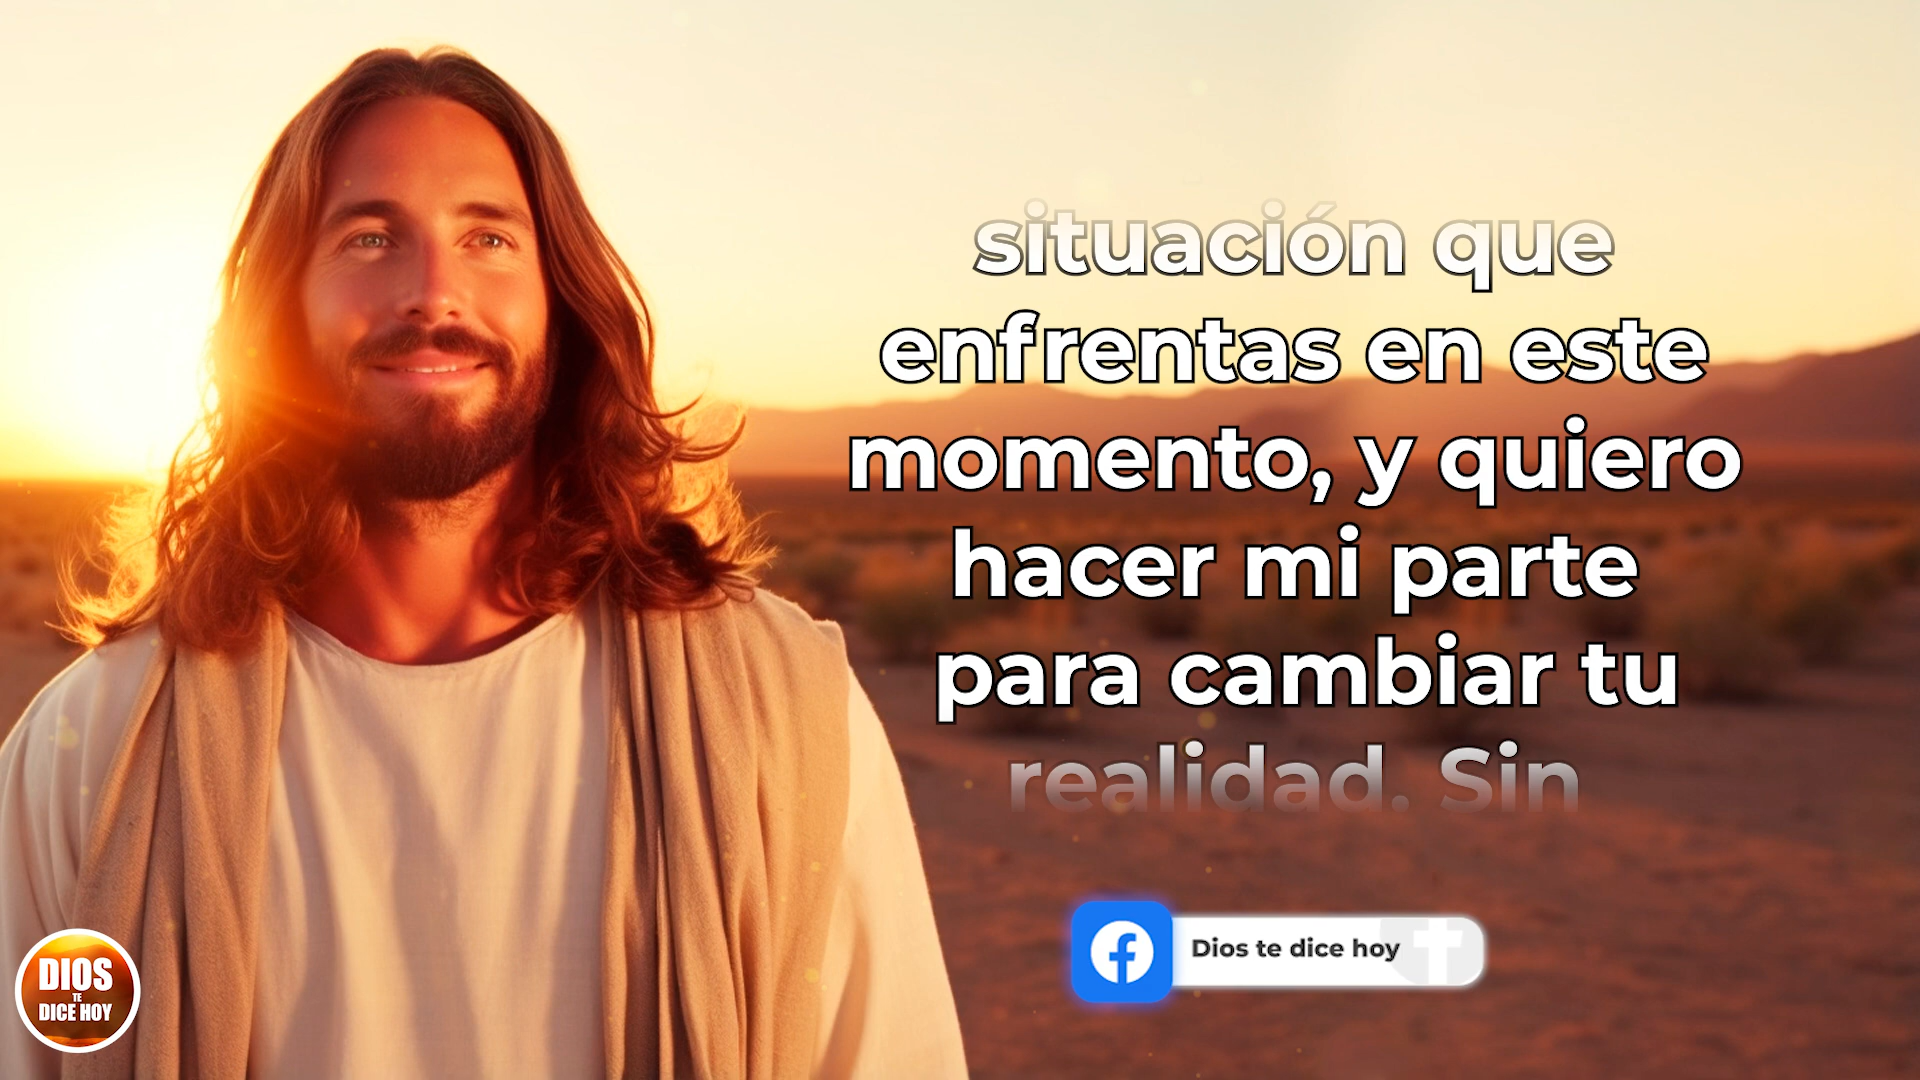 situación que
enfrentas en este
momento, y quiero
hacer mi parte
para cambiar tu
realidad. Sin
Dios te dice hoy
DIOS
TE
DICE HOY